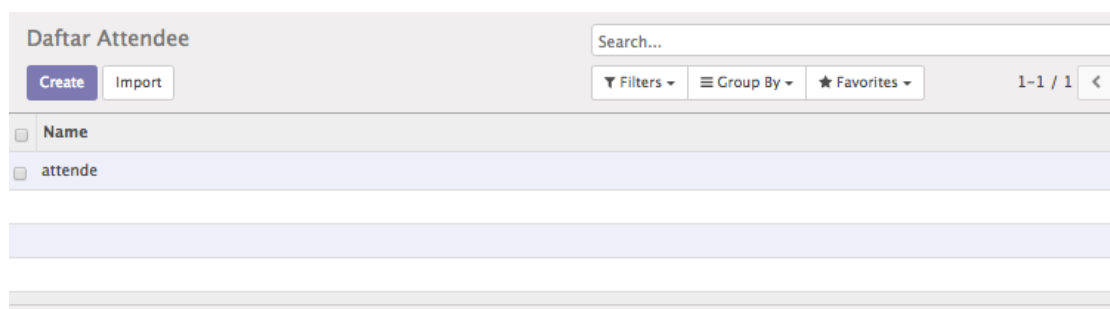 Daftar Attendee
Search...
Create Import
Filters Group By Favorites 1-1 / 1
Name
attende